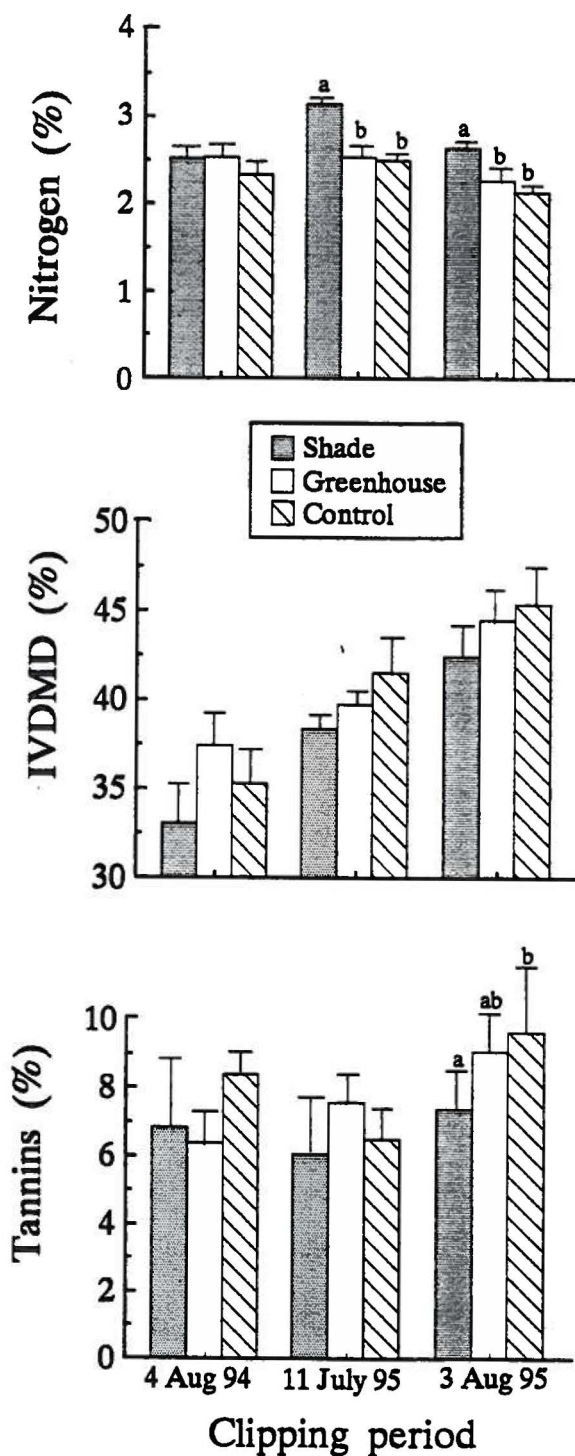 Nitrogen (%)
4
3
2
1
0
a
b
b
a
b
b
Shade
Greenhouse
Control
IVDMD (%)
50
45
40
35
30
Tannins (%)
10
8
6
4
2
0
a
ab
b
4 Aug 94 11 July 95 3 Aug 95
Clipping period